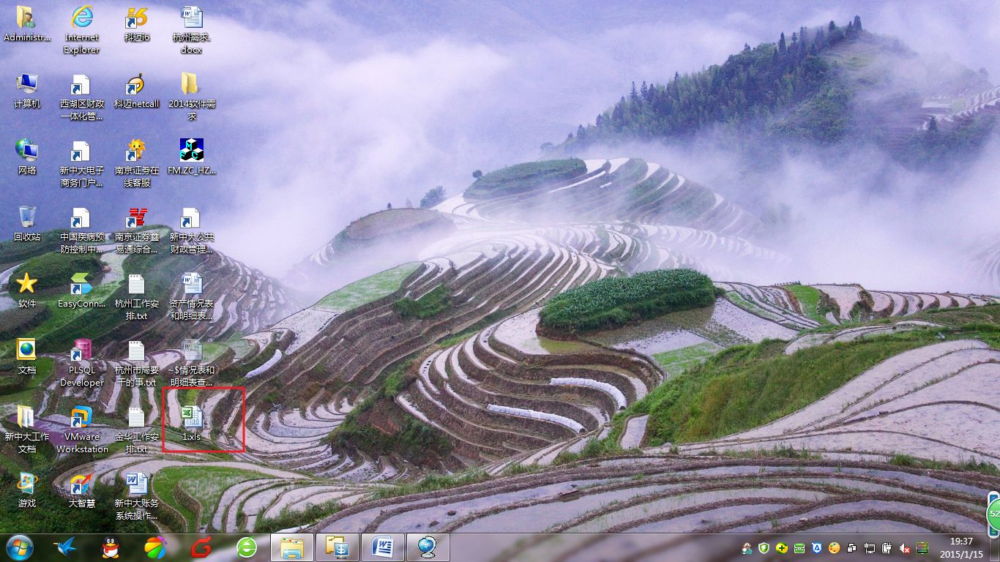 Administr...
Internet
Explorer
科迈i6
杭州需求.
docx
计算机
西湖区财政
一体化管...
科迈netcall
2014软件需
求
网络
新中大电子
商务门户...
南京证券在
线客服
FM.ZC_HZ...
回收站
中国疾病预
防控制中...
南京证券鑫
易通综合...
新中大公共
财政管理...
软件
EasyConn...
杭州工作安
排.txt
资产情况表
和明细表...
文档
PLSQL
Developer
杭州市局要
干的事.txt
~$情况表和
明细表查...
新中大工作
文档
VMware
Workstation
金华工作安
排.txt
1.xls
游戏
大智慧
新中大账务
系统操作...
52
19:37
2015/1/15